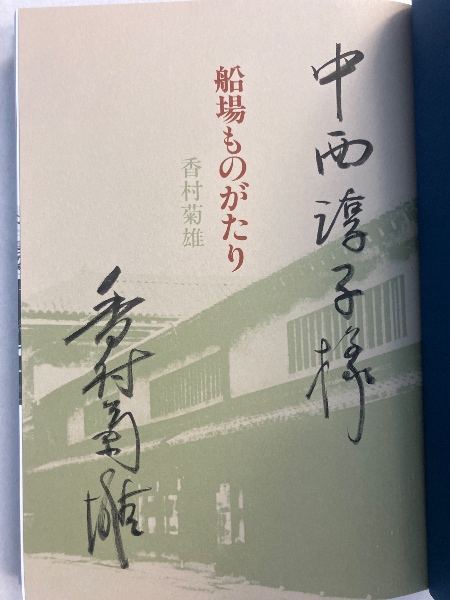 中西諄子様
船場ものがたり
香村菊雄
香村菊雄